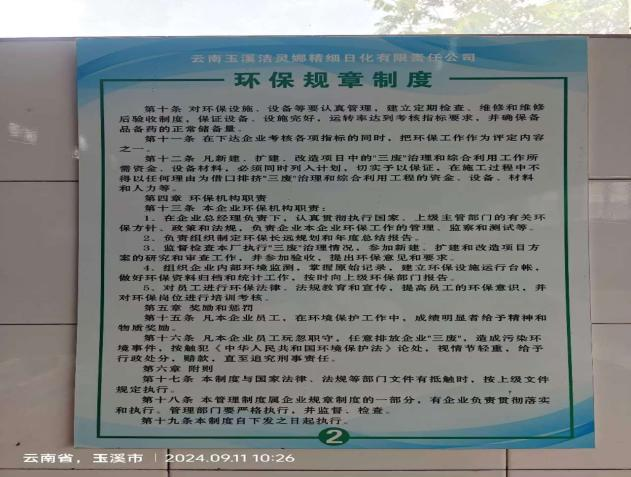 云南玉溪洁灵娜精细日化有限责任公司
环保规章制度
第十条 对环保设施、设备等要认真管理，建立定期检查、维修和维修
后验收制度，保证设备、设施完好，运转率达到考核指标要求，并确保备
品备药的正常储备量。
第十一条 在下达企业考核各项指标的同时，把环保工作作为评定内容
之一。
第十二条 凡新建、扩建、改造项目中的"三废"治理和综合利用工作所
需资金、设备材料，必须同时列入计划，切实予以保证，在施工过程中不
得以任何理由为借口排挤"三废"治理和综合利用工程的资金、设备、材料
和人力等。
第四章 环保机构职责
第十三条 本企业环保机构职责：
1．在企业总经理负责下，认真贯彻执行国家、上级主管部门的有关环
保方针、政策和法规，负责企业本企业环保工作的管理、监察和测试等。
2．负责组织制定环保长远规划和年度总结报告。
3．监督检查本厂执行"三废"治理情况，参加新建、扩建和改造项目方
案的研究和审查工作，并参加验收，提出环保意见和要求。
4．组织企业内部环境监测，掌握原始记录，建立环保设施运行台帐，
做好环保资料归档和统计工作，按时向上级环保部门报告。
5．对员工进行环保法律、法规教育和宣传，提高员工的环保意识，并
对环保岗位进行培训考核。
第五章 奖励和惩罚
第十五条 凡本企业员工，在环境保护工作中，成绩明显者给予精神和
物质奖励。
第十六条 凡本企业员工玩忽职守，任意排放企业"三废"，造成污染环
境事件，按触犯《中华人民共和国环境保护法》论处，视情节轻重，给予
行政处分，赔款，直至追究刑事责任。
第六章 附则
第十七条 本制度与国家法律、法规等部门文件有抵触时，按上级文件
规定执行。
第十八条 本管理制度属企业规章制度的一部分，有企业负责贯彻落实
和执行。管理部门要严格执行，并监督、检查。
第十九条本制度自下发之日起执行。
2
云南省，玉溪市 | 2024.09.11 10:26